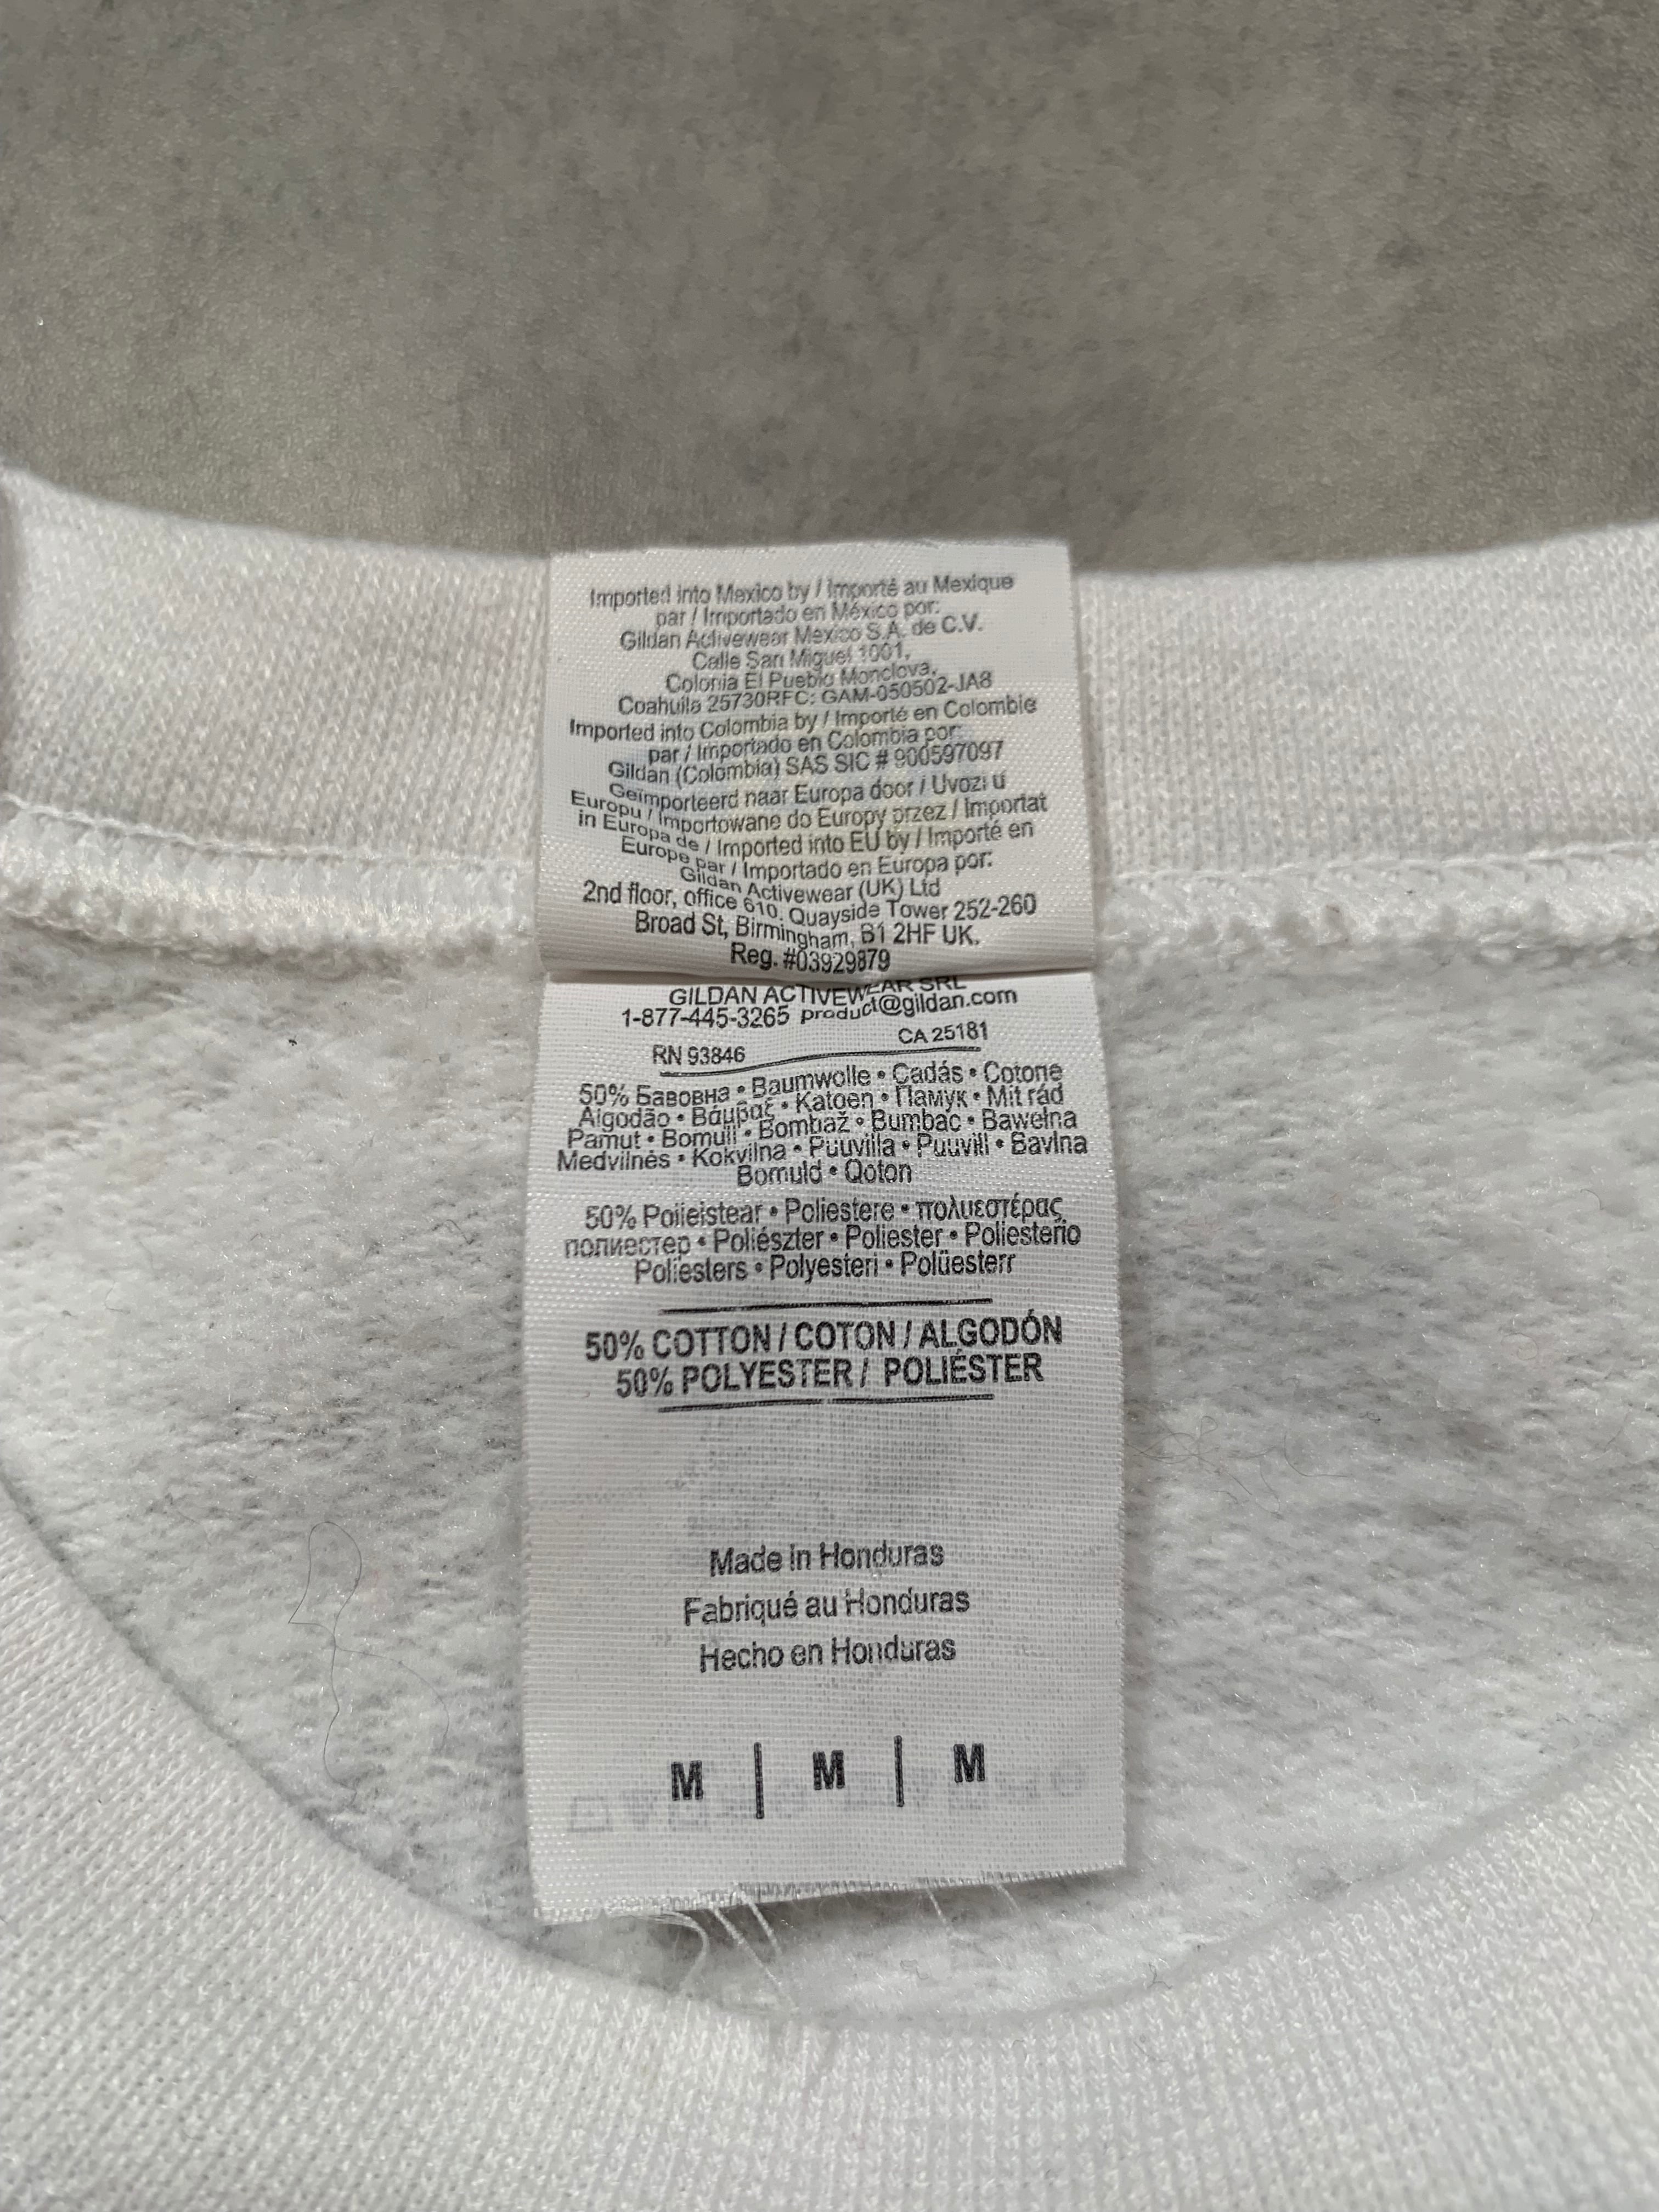 Imported into Mexico by / Importé au Mexique
par / Importado en México por:
Gildan Activewear Mexico S.A. de C.V.
Calle San Miguel 1001,
Colonia El Pueblo Monclova,
Coahuila 25730RFC: GAM-050502-JA8
Imported into Colombia by / Importé en Colombie
par / Importado en Colombia por:
Gildan (Colombia) SAS SIC # 900597097
Geïmporteerd naar Europa door / Uvozi u
Europu / Importowane do Europy przez / Importat
in Europa de / Imported into EU by / Importé en
Europe par / Importado en Europa por:
Gildan Activewear (UK) Ltd
2nd floor, office 610. Quayside Tower 252-260
Broad St, Birmingham, B1 2HF UK.
Reg. #03929879
GILDAN ACTIVEWEAR SRL
1-877-445-3265 product@gildan.com
RN 93846 CA 25181
50% Бавовна • Baumwolle • Cadás • Cotone
Algodão • Βάμβαξ • Katoen • Памук • Mit rád
Pamut • Bomull • Bombaž • Bumbac • Bawełna
Medvilnės • Kokvilna • Puuvilla • Puuvill • Bavlna
Bomuld • Qoton
50% Poileistear • Poliestere • πολυεστέρας
полиестер • Poliészter • Poliester • Poliesterio
Poliesters • Polyesteri • Polüesterr
50% COTTON / COTON / ALGODÓN
50% POLYESTER / POLIÉSTER
Made in Honduras
Fabriqué au Honduras
Hecho en Honduras
M | M | M